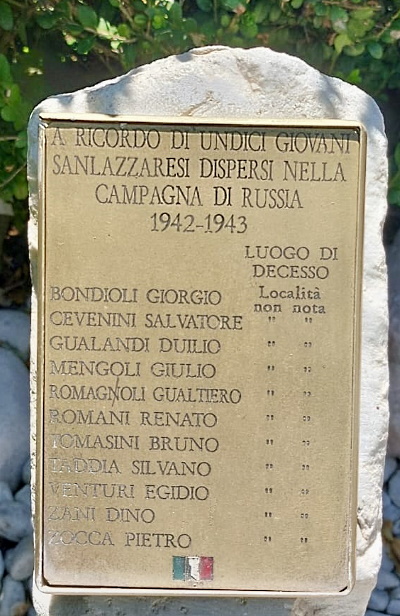 A RICORDO DI UNDICI GIOVANI
SANLAZZARESI DISPERSI NELLA
CAMPAGNA DI RUSSIA
1942-1943
LUOGO DI
DECESSO
BONDIOLI GIORGIO Località
non nota
CEVENINI SALVATORE " "
GUALANDI DUILIO " "
MENGOLI GIULIO " "
ROMAGNOLI GUALTIERO " "
ROMANI RENATO " "
TOMASINI BRUNO " "
TADDIA SILVANO " "
VENTURI EGIDIO " "
ZANI DINO " "
ZOCCA PIETRO " "